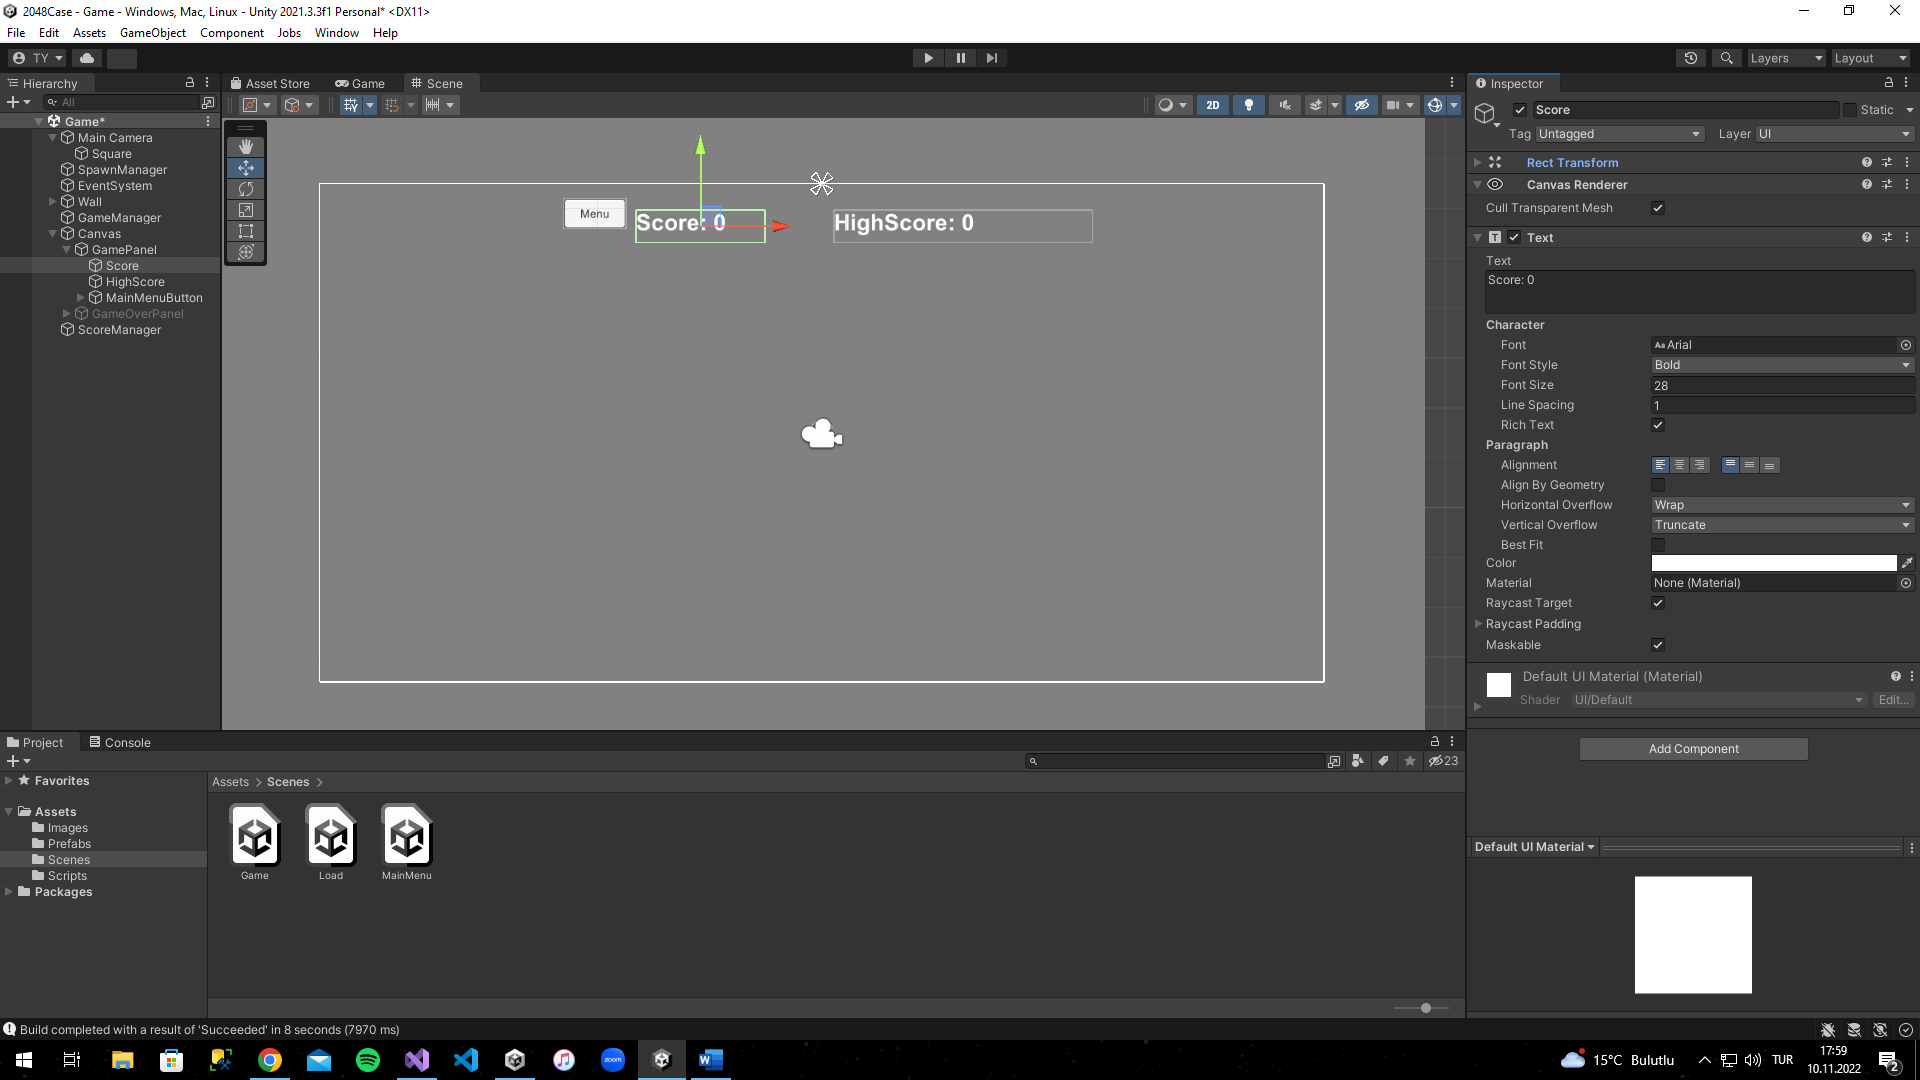 2048Case - Game - Windows, Mac, Linux - Unity 2021.3.3f1 Personal* <DX11>
File Edit Assets GameObject Component Jobs Window Help
TY
Layers
Layout
Hierarchy
All
Game*
Main Camera
Square
SpawnManager
EventSystem
Wall
GameManager
Canvas
GamePanel
Score
HighScore
MainMenuButton
GameOverPanel
ScoreManager
Asset Store Game Scene
2D
Menu
Score: 0
HighScore: 0
Inspector
Score
Static
Tag Untagged Layer UI
Rect Transform
Canvas Renderer
Cull Transparent Mesh
Text
Text
Score: 0
Character
Font Arial
Font Style Bold
Font Size 28
Line Spacing 1
Rich Text
Paragraph
Alignment
Align By Geometry
Horizontal Overflow Wrap
Vertical Overflow Truncate
Best Fit
Color
Material None (Material)
Raycast Target
Raycast Padding
Maskable
Default UI Material (Material)
Shader UI/Default Edit...
Add Component
Default UI Material
Project Console
23
Favorites
Assets
Images
Prefabs
Scenes
Scripts
Packages
Assets > Scenes >
Game Load MainMenu
Build completed with a result of 'Succeeded' in 8 seconds (7970 ms)
zoom
15°C Bulutlu
TUR
17:59
10.11.2022
2